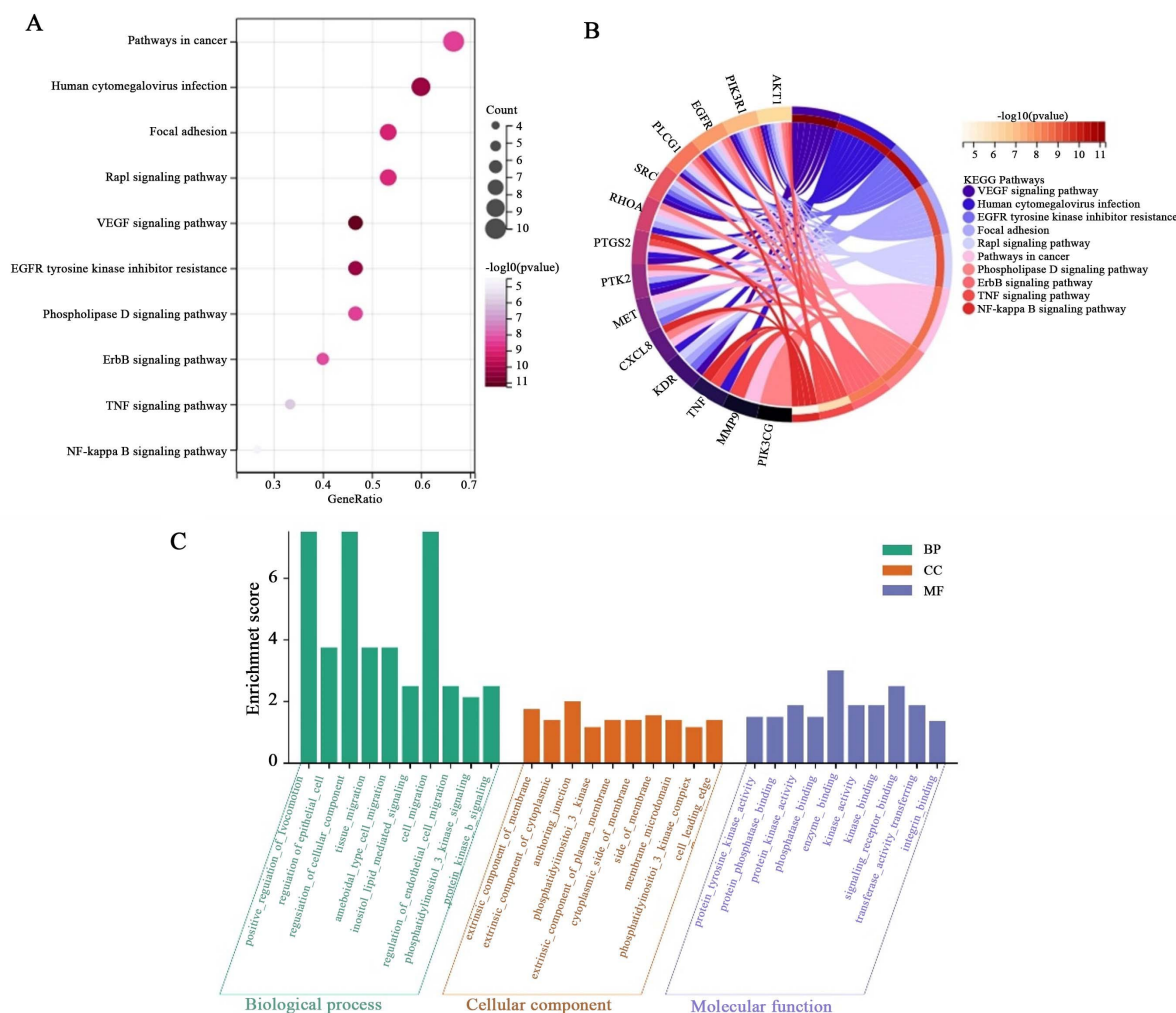 A
Pathways in cancer
Human cytomegalovirus infection
Focal adhesion
Rapl signaling pathway
VEGF signaling pathway
EGFR tyrosine kinase inhibitor resistance
Phospholipase D signaling pathway
ErbB signaling pathway
TNF signaling pathway
NF-kappa B signaling pathway
0.3 0.4 0.5 0.6 0.7
GeneRatio
Count
4
5
6
7
8
9
10
-logl0(pvalue)
5
6
7
8
9
10
11
B
AKT1
PIK3R1
EGFR
PLCG1
SRC
RHOA
PTGS2
PTK2
MET
CXCL8
KDR
TNF
MMP9
PIK3CG
-log10(pvalue)
5 6 7 8 9 10 11
KEGG Pathways
VEGF signaling pathway
Human cytomegalovirus infection
EGFR tyrosine kinase inhibitor resistance
Focal adhesion
Rapl signaling pathway
Pathways in cancer
Phospholipase D signaling pathway
ErbB signaling pathway
TNF signaling pathway
NF-kappa B signaling pathway
C
Enrichmnet score
6
4
2
0
BP
CC
MF
positive_regulation_of_lvocomotion
regulation_of_epithelial_cell
regusiation_of_cellular_component
tissue_migration
ameboidal_type_cell_migration
inositol_lipid_mediated_signaling
cell_migration
regulation_of_endothelial_cell_migration
phosphatidylinositol_3_kinase_signaling
protein_kinase_b_signaling
extrinsic_component_of_membrane
extrinsic_component_of_cytoplasmic
anchoring_junction
phosphatidyinositoi_3_kinase
extrinsic_component_of_plasma_membrane
cytoplasmic_side_of_membrane
side_of_membrane
membrane_microdomain
phosphatidyinositoi_3_kinase_complex
cell_leading_edge
protein_tyrosine_kinase_activity
protein_phosphatase_binding
protein_kinase_activity
phosphatase_binding
enzyme_binding
kinase_activity
kinase_binding
signaling_receptor_binding
transferase_activity_transferring
integrin_binding
Biological process
Cellular component
Molecular function